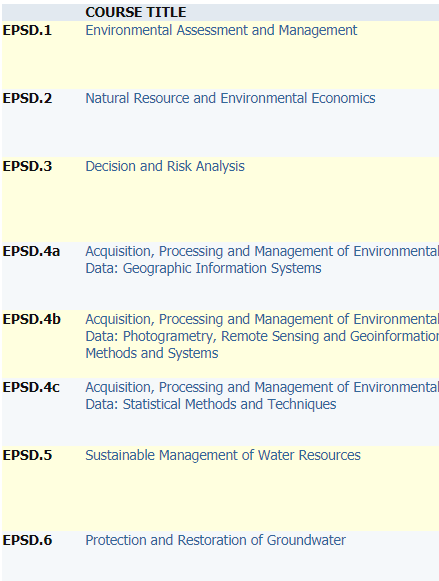 COURSE TITLE
EPSD.1 Environmental Assessment and Management
EPSD.2 Natural Resource and Environmental Economics
EPSD.3 Decision and Risk Analysis
EPSD.4a Acquisition, Processing and Management of Environmental
Data: Geographic Information Systems
EPSD.4b Acquisition, Processing and Management of Environmental
Data: Photogrametry, Remote Sensing and Geoinformation
Methods and Systems
EPSD.4c Acquisition, Processing and Management of Environmental
Data: Statistical Methods and Techniques
EPSD.5 Sustainable Management of Water Resources
EPSD.6 Protection and Restoration of Groundwater